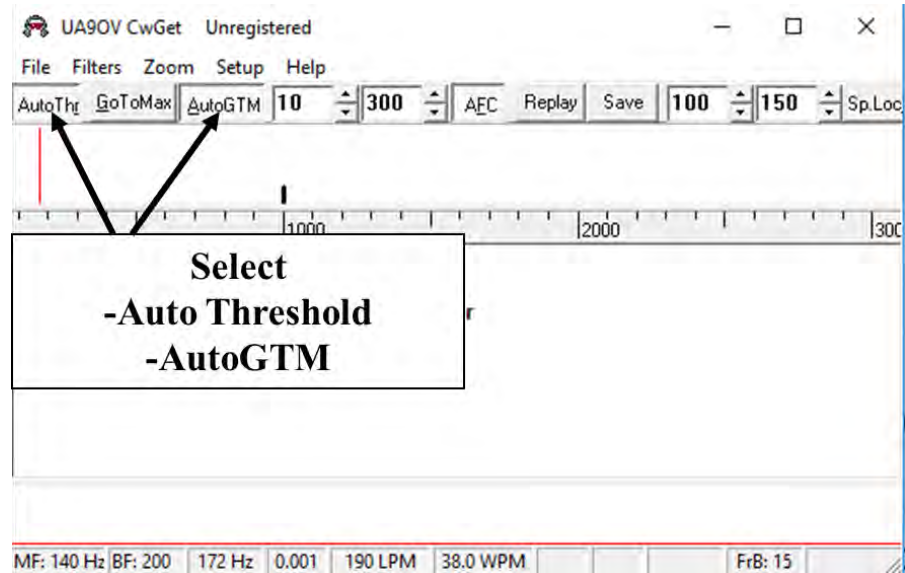 UA9OV CwGet Unregistered
File Filters Zoom Setup Help
AutoThr GoToMax AutoGTM 10 300 AFC Replay Save 100 150 Sp.Loc
1000 2000 300
Select
-Auto Threshold
-AutoGTM
r
MF: 140 Hz BF: 200 172 Hz 0.001 190 LPM 38.0 WPM FrB: 15